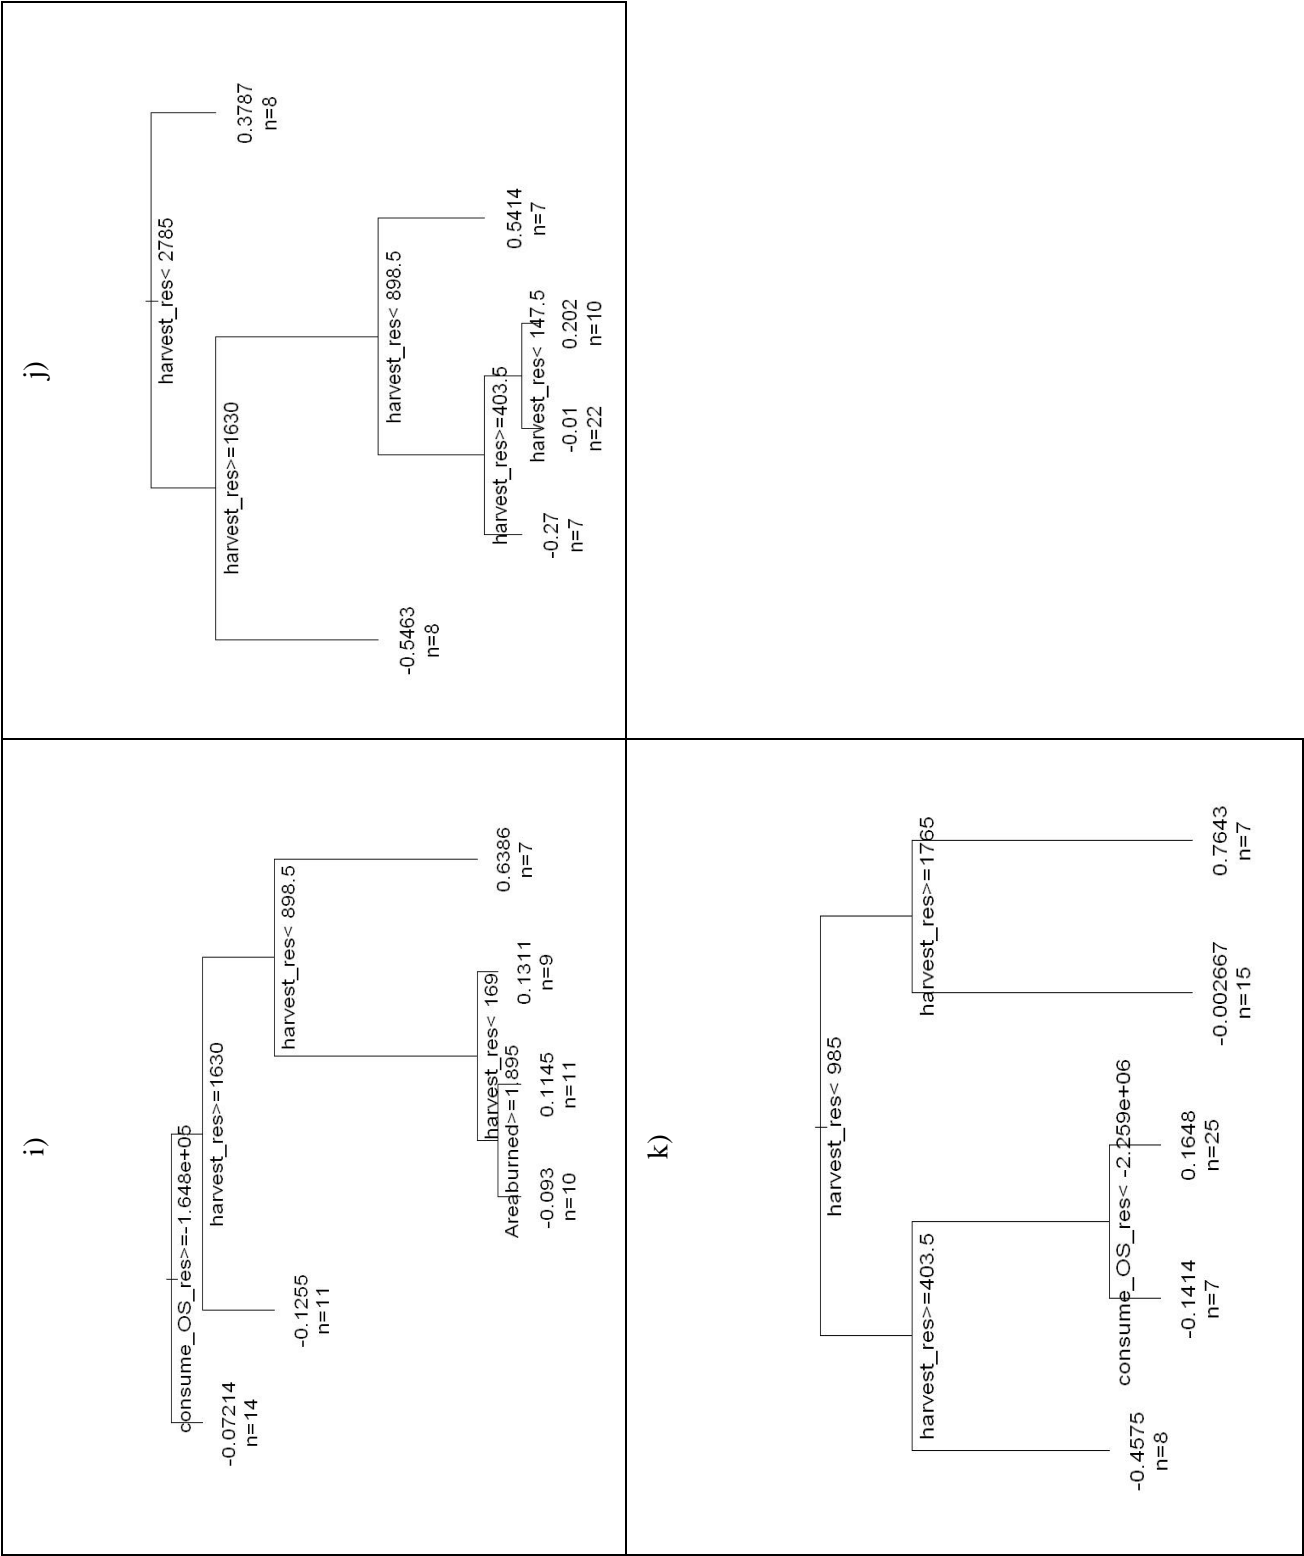 i)
consume_OS_res>=-1.648e+05
-0.07214
n=14
harvest_res>=1630
-0.1255
n=11
harvest_res< 898.5
harvest_res< 169
Areaburned>=1.895
-0.093
n=10
0.1145
n=11
0.1311
n=9
0.6386
n=7
j)
harvest_res< 2785
harvest_res>=1630
-0.5463
n=8
harvest_res< 898.5
harvest_res>=403.5
-0.27
n=7
harvest_res< 147.5
-0.01
n=22
0.202
n=10
0.5414
n=7
0.3787
n=8
k)
harvest_res< 985
harvest_res>=403.5
-0.4575
n=8
consume_OS_res< -2.259e+06
-0.1414
n=7
0.1648
n=25
harvest_res>=1765
-0.002667
n=15
0.7643
n=7